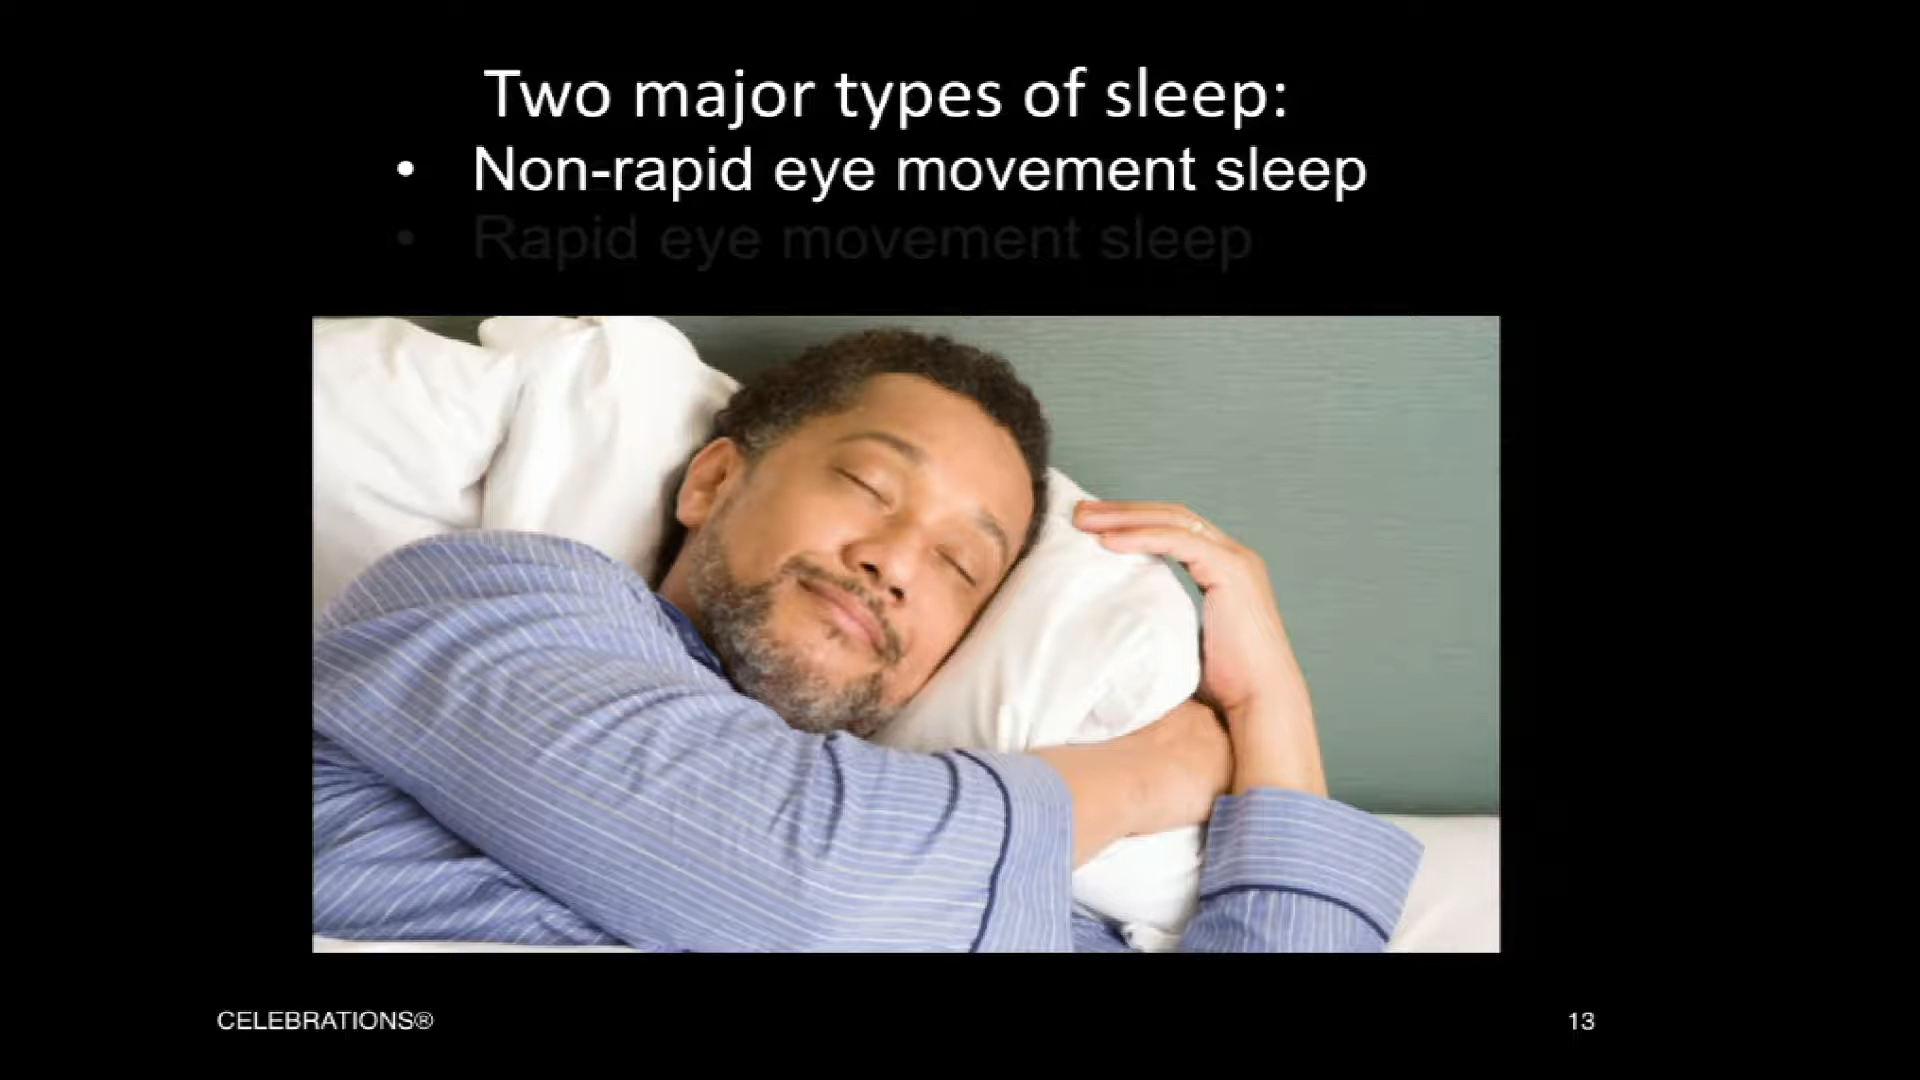 Two major types of sleep:
• Non-rapid eye movement sleep
• Rapid eye movement sleep
CELEBRATIONS®
13